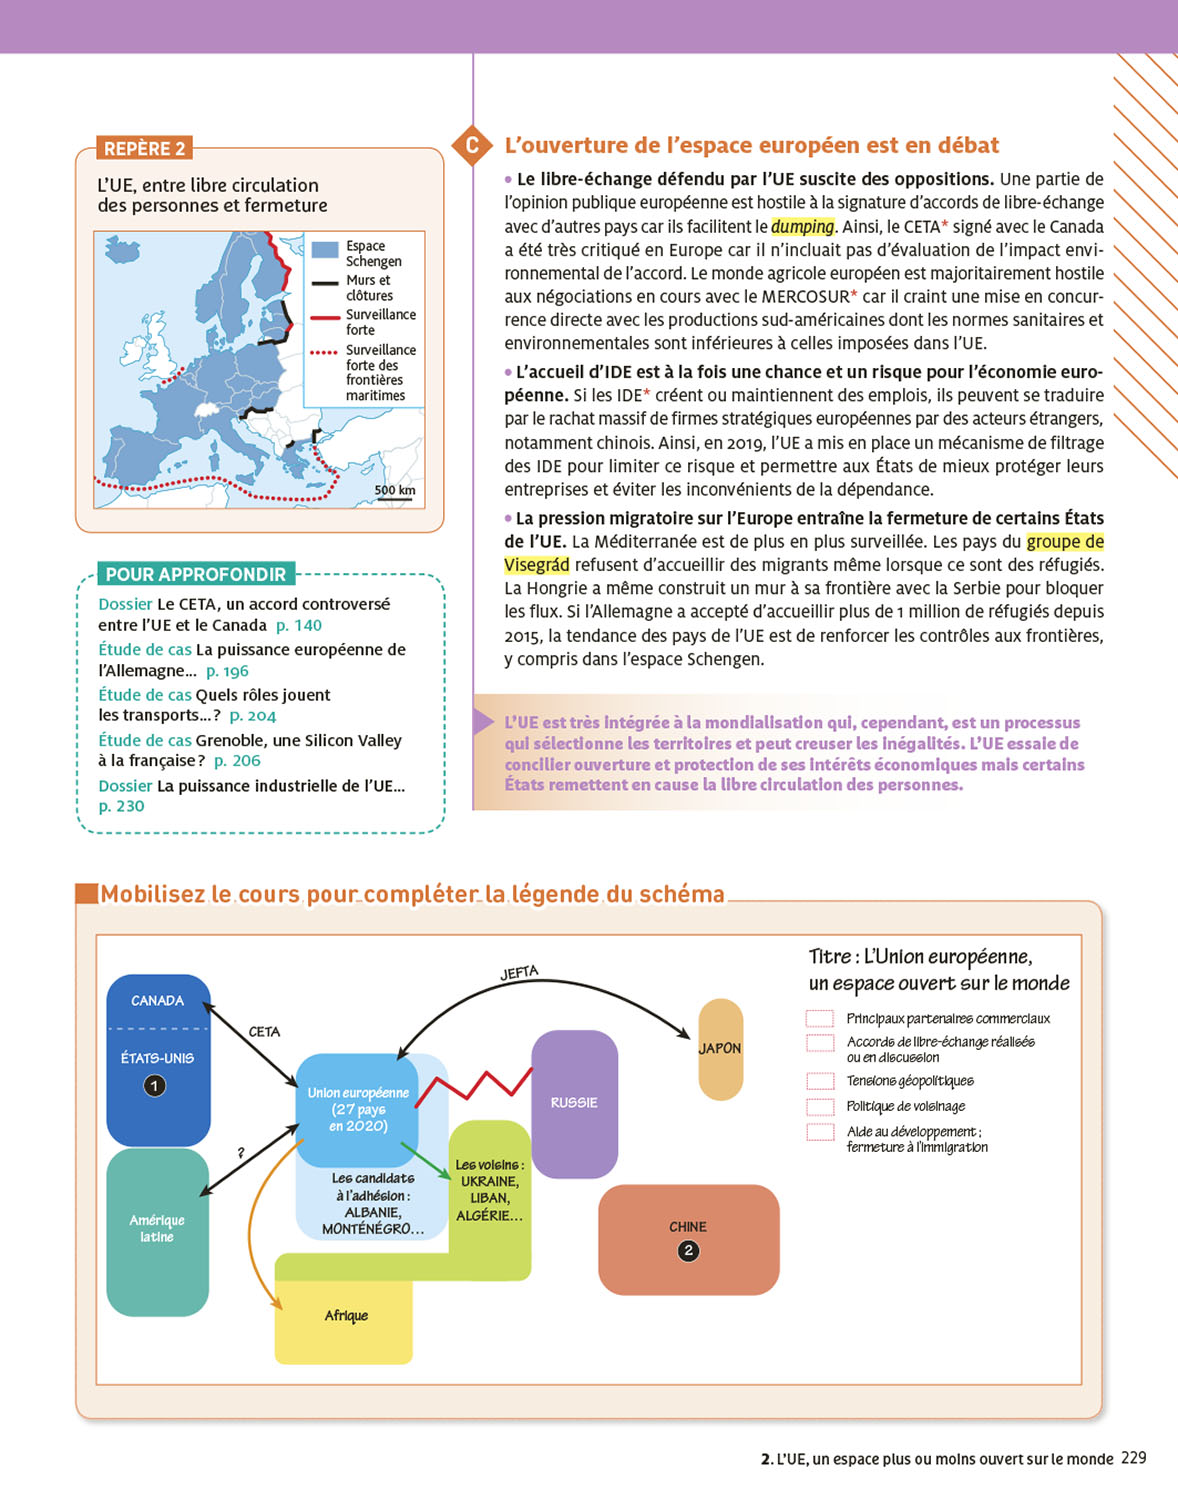 REPÈRE 2
L'UE, entre libre circulation
des personnes et fermeture
Espace
Schengen
Murs et
clôtures
Surveillance
forte
Surveillance
forte des
frontières
maritimes
500 km
POUR APPROFONDIR
Dossier Le CETA, un accord controversé
entre l'UE et le Canada p. 140
Étude de cas La puissance européenne de
l'Allemagne... p. 196
Étude de cas Quels rôles jouent
les transports...? p. 204
Étude de cas Grenoble, une Silicon Valley
à la française? p. 206
Dossier La puissance industrielle de l'UE...
p. 230
C L'ouverture de l'espace européen est en débat
• Le libre-échange défendu par l'UE suscite des oppositions. Une partie de
l'opinion publique européenne est hostile à la signature d'accords de libre-échange
avec d'autres pays car ils facilitent le dumping. Ainsi, le CETA* signé avec le Canada
a été très critiqué en Europe car il n'incluait pas d'évaluation de l'impact envi-
ronnemental de l'accord. Le monde agricole européen est majoritairement hostile
aux négociations en cours avec le MERCOSUR* car il craint une mise en concur-
rence directe avec les productions sud-américaines dont les normes sanitaires et
environnementales sont inférieures à celles imposées dans l'UE.
• L'accueil d'IDE est à la fois une chance et un risque pour l'économie euro-
péenne. Si les IDE* créent ou maintiennent des emplois, ils peuvent se traduire
par le rachat massif de firmes stratégiques européennes par des acteurs étrangers,
notamment chinois. Ainsi, en 2019, l'UE a mis en place un mécanisme de filtrage
des IDE pour limiter ce risque et permettre aux États de mieux protéger leurs
entreprises et éviter les inconvénients de la dépendance.
• La pression migratoire sur l'Europe entraîne la fermeture de certains États
de l'UE. La Méditerranée est de plus en plus surveillée. Les pays du groupe de
Visegrád refusent d'accueillir des migrants même lorsque ce sont des réfugiés.
La Hongrie a même construit un mur à sa frontière avec la Serbie pour bloquer
les flux. Si l'Allemagne a accepté d'accueillir plus de 1 million de réfugiés depuis
2015, la tendance des pays de l'UE est de renforcer les contrôles aux frontières,
y compris dans l'espace Schengen.
L'UE est très intégrée à la mondialisation qui, cependant, est un processus
qui sélectionne les territoires et peut creuser les inégalités. L'UE essaie de
concilier ouverture et protection de ses intérêts économiques mais certains
États remettent en cause la libre circulation des personnes.
Mobilisez le cours pour compléter la légende du schéma
CANADA
ÉTATS-UNIS
1
CETA
JEFTA
JAPON
Union européenne
(27 pays
en 2020)
RUSSIE
?
Les candidats
à l'adhésion :
ALBANIE,
MONTÉNÉGRO...
Les voisins :
UKRAINE,
LIBAN,
ALGÉRIE...
Amérique
latine
CHINE
2
Afrique
Titre : L'Union européenne,
un espace ouvert sur le monde
Principaux partenaires commerciaux
Accords de libre-échange réalisés
ou en discussion
Tensions géopolitiques
Politique de voisinage
Aide au développement ;
fermeture à l'immigration
2. L'UE, un espace plus ou moins ouvert sur le monde 229